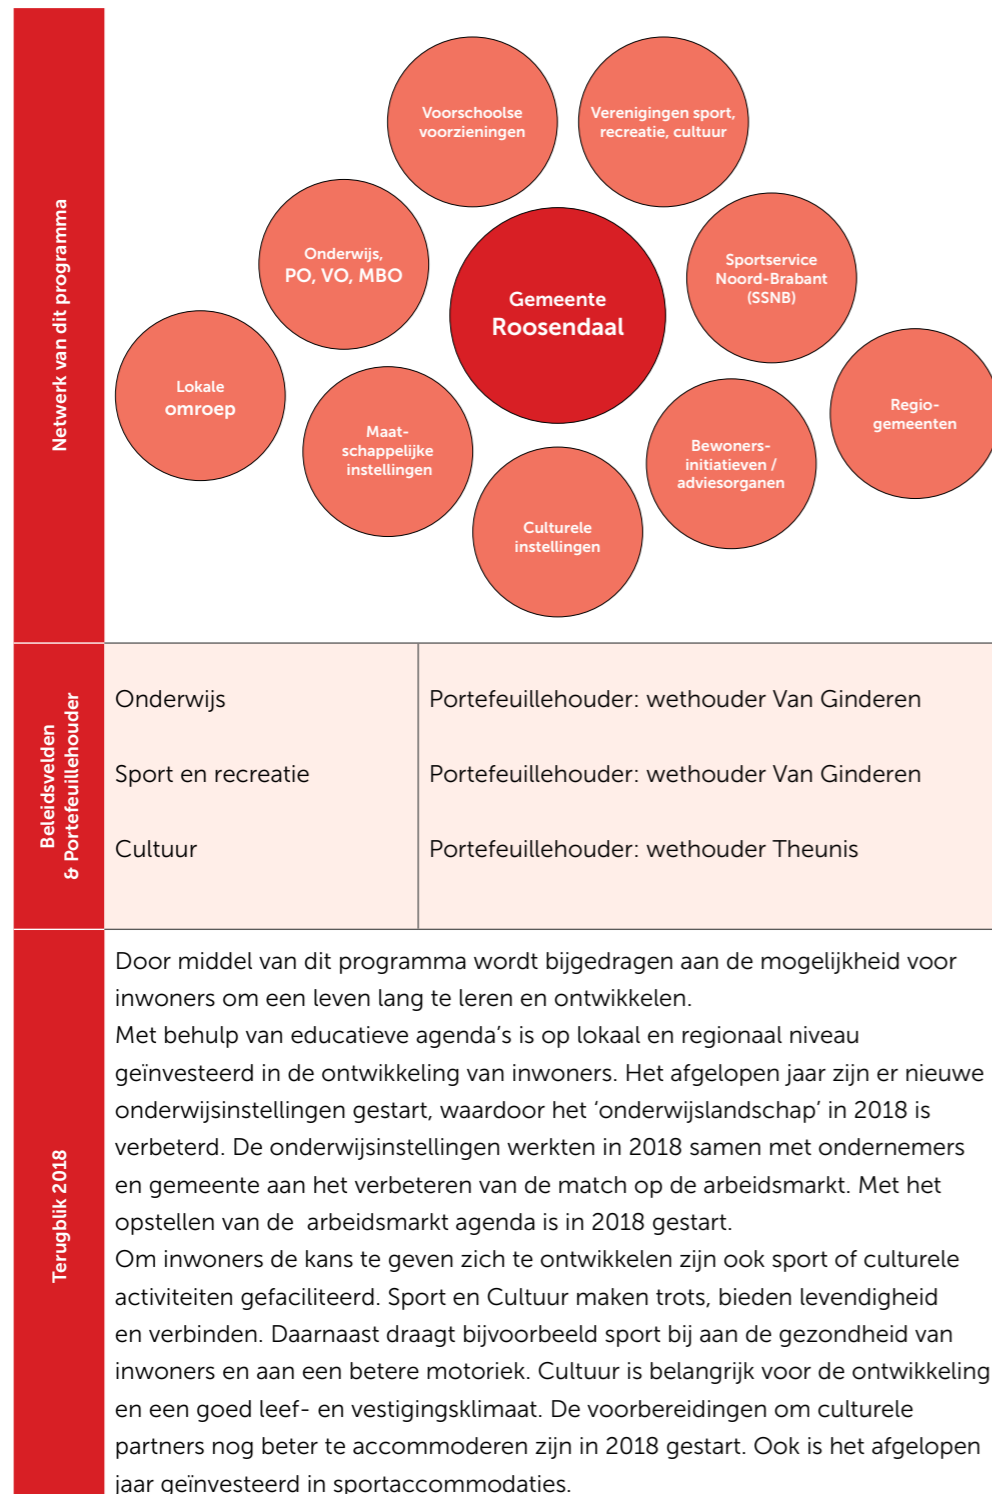 Netwerk van dit programma
Voorschoolse
voorzieningen
Verenigingen sport,
recreatie, cultuur
Onderwijs,
PO, VO, MBO
Gemeente
Roosendaal
Sportservice
Noord-Brabant
(SSNB)
Lokale
omroep
Maat-
schappelijke
instellingen
Culturele
instellingen
Bewoners-
initiatieven /
adviesorganen
Regio-
gemeenten
Beleidsvelden
& Portefeuillehouder
Onderwijs
Portefeuillehouder: wethouder Van Ginderen
Sport en recreatie
Portefeuillehouder: wethouder Van Ginderen
Cultuur
Portefeuillehouder: wethouder Theunis
Terugblik 2018
Door middel van dit programma wordt bijgedragen aan de mogelijkheid voor
inwoners om een leven lang te leren en ontwikkelen.
Met behulp van educatieve agenda's is op lokaal en regionaal niveau
geïnvesteerd in de ontwikkeling van inwoners. Het afgelopen jaar zijn er nieuwe
onderwijsinstellingen gestart, waardoor het 'onderwijslandschap' in 2018 is
verbeterd. De onderwijsinstellingen werkten in 2018 samen met ondernemers
en gemeente aan het verbeteren van de match op de arbeidsmarkt. Met het
opstellen van de  arbeidsmarkt agenda is in 2018 gestart.
Om inwoners de kans te geven zich te ontwikkelen zijn ook sport of culturele
activiteiten gefaciliteerd. Sport en Cultuur maken trots, bieden levendigheid
en verbinden. Daarnaast draagt bijvoorbeeld sport bij aan de gezondheid van
inwoners en aan een betere motoriek. Cultuur is belangrijk voor de ontwikkeling
en een goed leef- en vestigingsklimaat. De voorbereidingen om culturele
partners nog beter te accommoderen zijn in 2018 gestart. Ook is het afgelopen
jaar geïnvesteerd in sportaccommodaties.